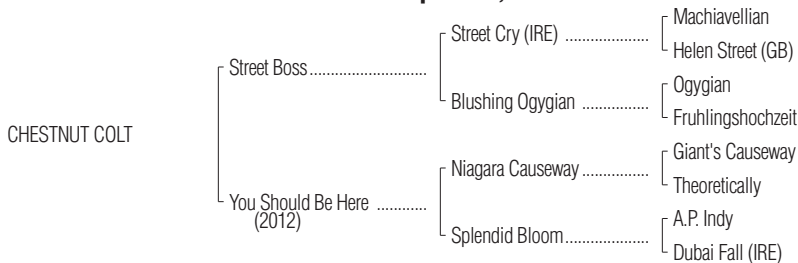 Machiavellian
Street Cry (IRE) ...................
Helen Street (GB)
Street Boss............................
Ogygian
Blushing Ogygian ................
Fruhlingshochzeit
CHESTNUT COLT
Giant's Causeway
Niagara Causeway ................
Theoretically
You Should Be Here ............
(2012)
A.P. Indy
Splendid Bloom....................
Dubai Fall (IRE)